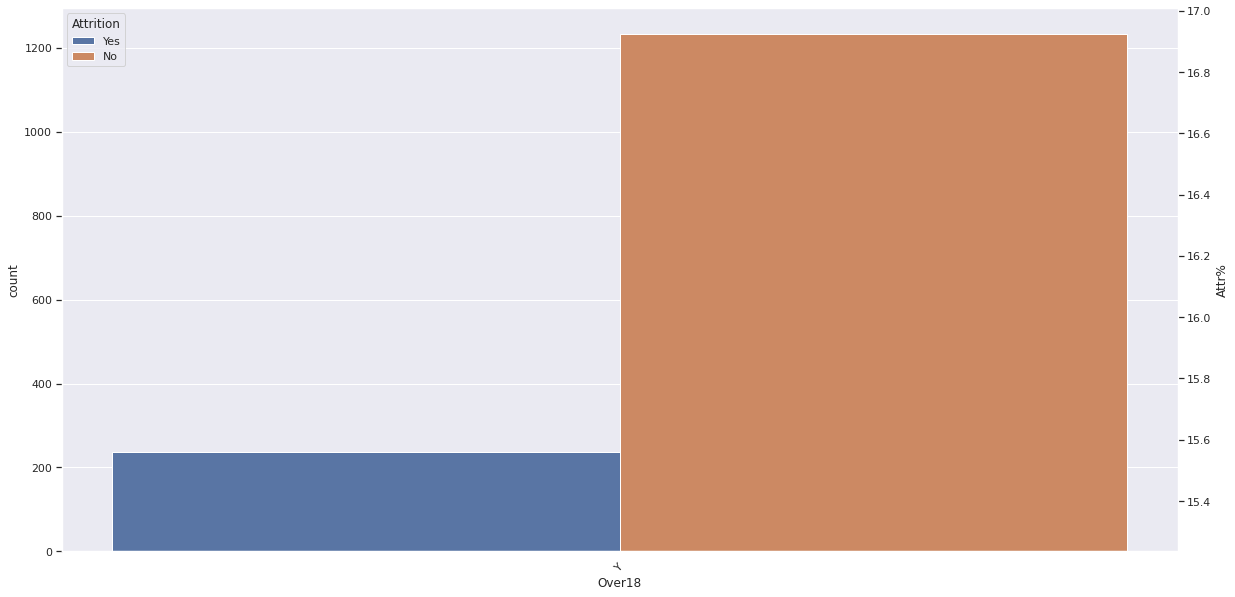 Attrition
Yes
No
1200
1000
800
600
400
200
0
count
17.0
16.8
16.6
16.4
16.2
16.0
15.8
15.6
15.4
Attr%
Y
Over18